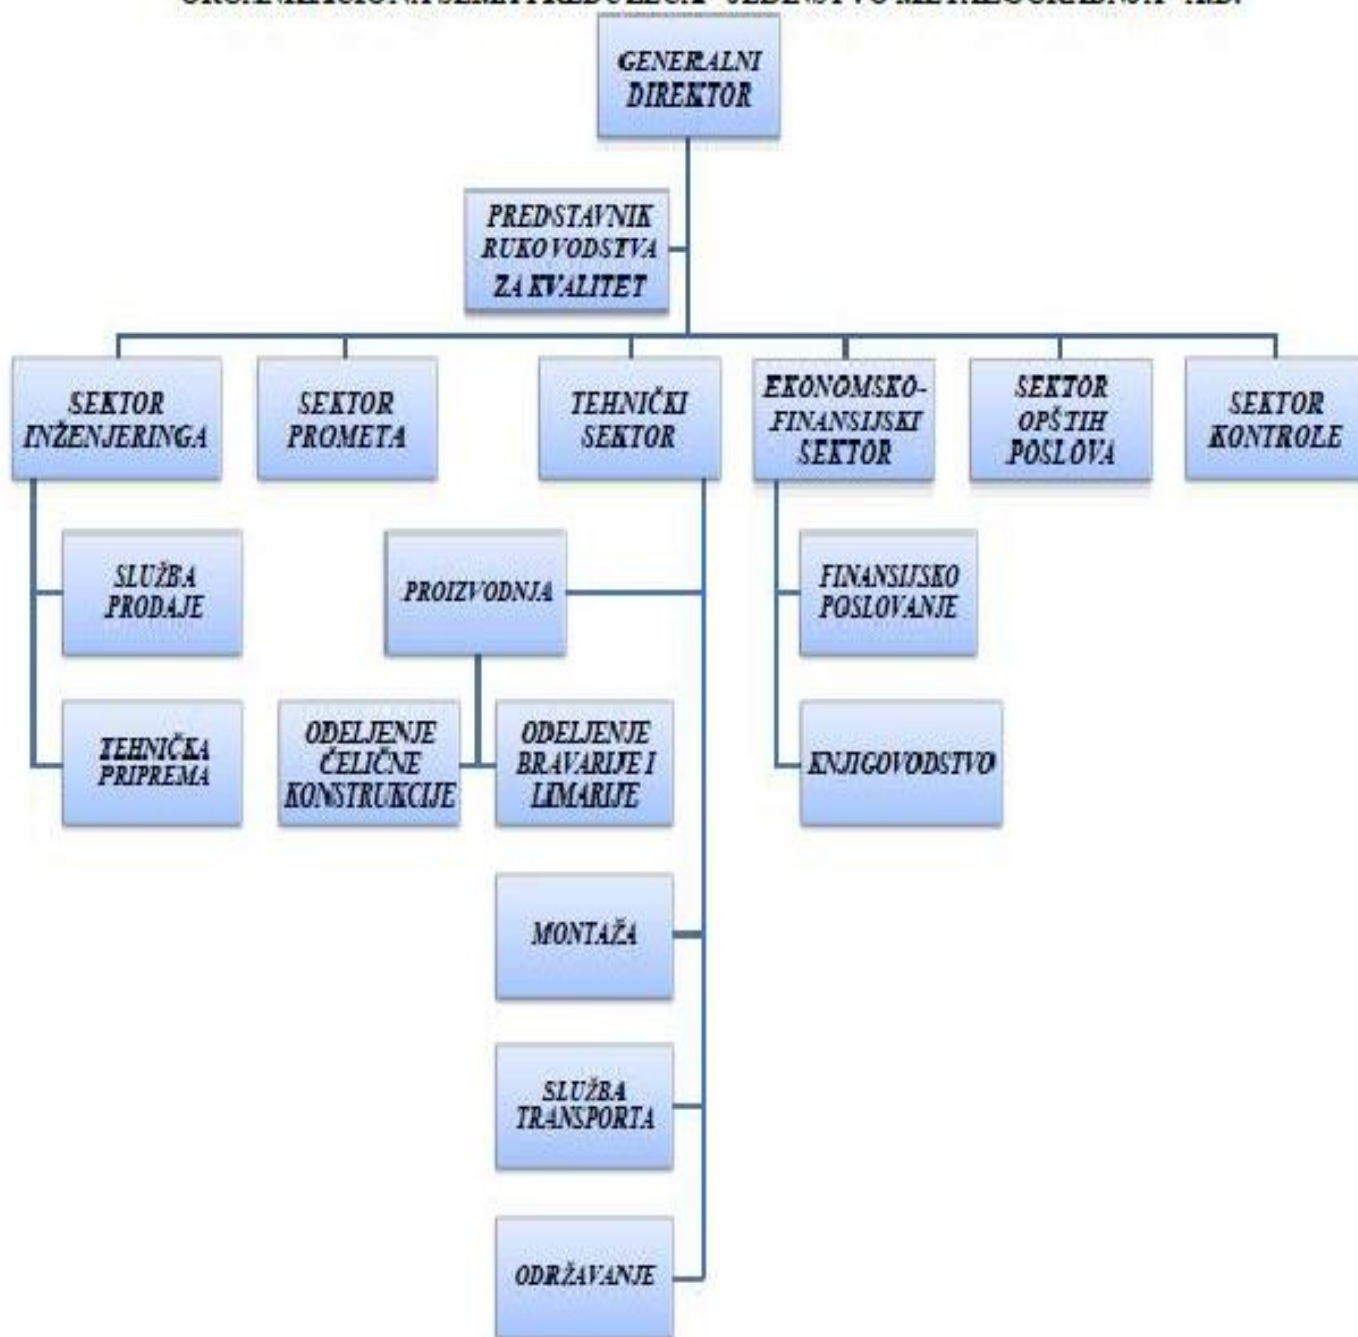 GENERALNI
DIREKTOR
PREDSTAVNIK
RUKOVODSTVA
ZA KVALITET
SEKTOR
INŽENJERINGA
SEKTOR
PROMETA
TEHNIČKI
SEKTOR
EKONOMSKO-
FINANSIJSKI
SEKTOR
SEKTOR
OPŠTIH
POSLOVA
SEKTOR
KONTROLE
SLUŽBA
PRODAJE
PROIZVODNJA
FINANSIJSKO
POSLOVANJE
TEHNIČKA
PRIPREMA
ODELJENJE
ČELIČNE
KONSTRUKCIJE
ODELJENJE
BRAVARIJE I
LIMARIJE
KNJIGOVODSTVO
MONTAŽA
SLUŽBA
TRANSPORTA
ODRŽAVANJE